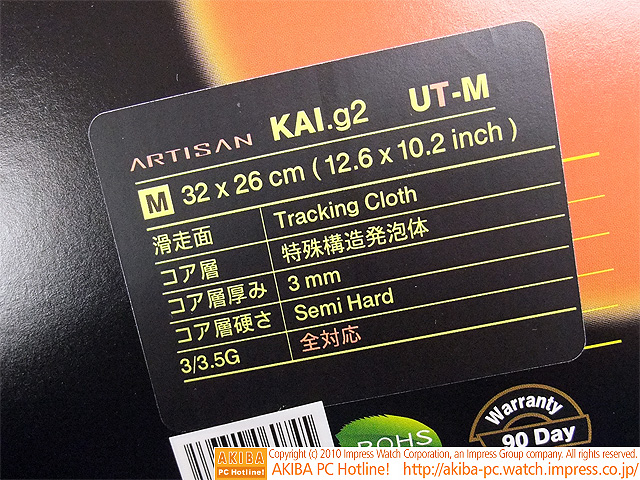 ARTISAN KAI.g2 UT-M
M 32 x 26 cm ( 12.6 x 10.2 inch )
滑走面 Tracking Cloth
コア層 特殊構造発泡体
コア層厚み 3 mm
コア層硬さ Semi Hard
3/3.5G 全対応
ROHS
Warranty
90 Day
AKIBA
PC Hotline!
Copyright (c) 2010 Impress Watch Corporation, an Impress Group company. All rights reserved.
AKIBA PC Hotline! http://akiba-pc.watch.impress.co.jp/